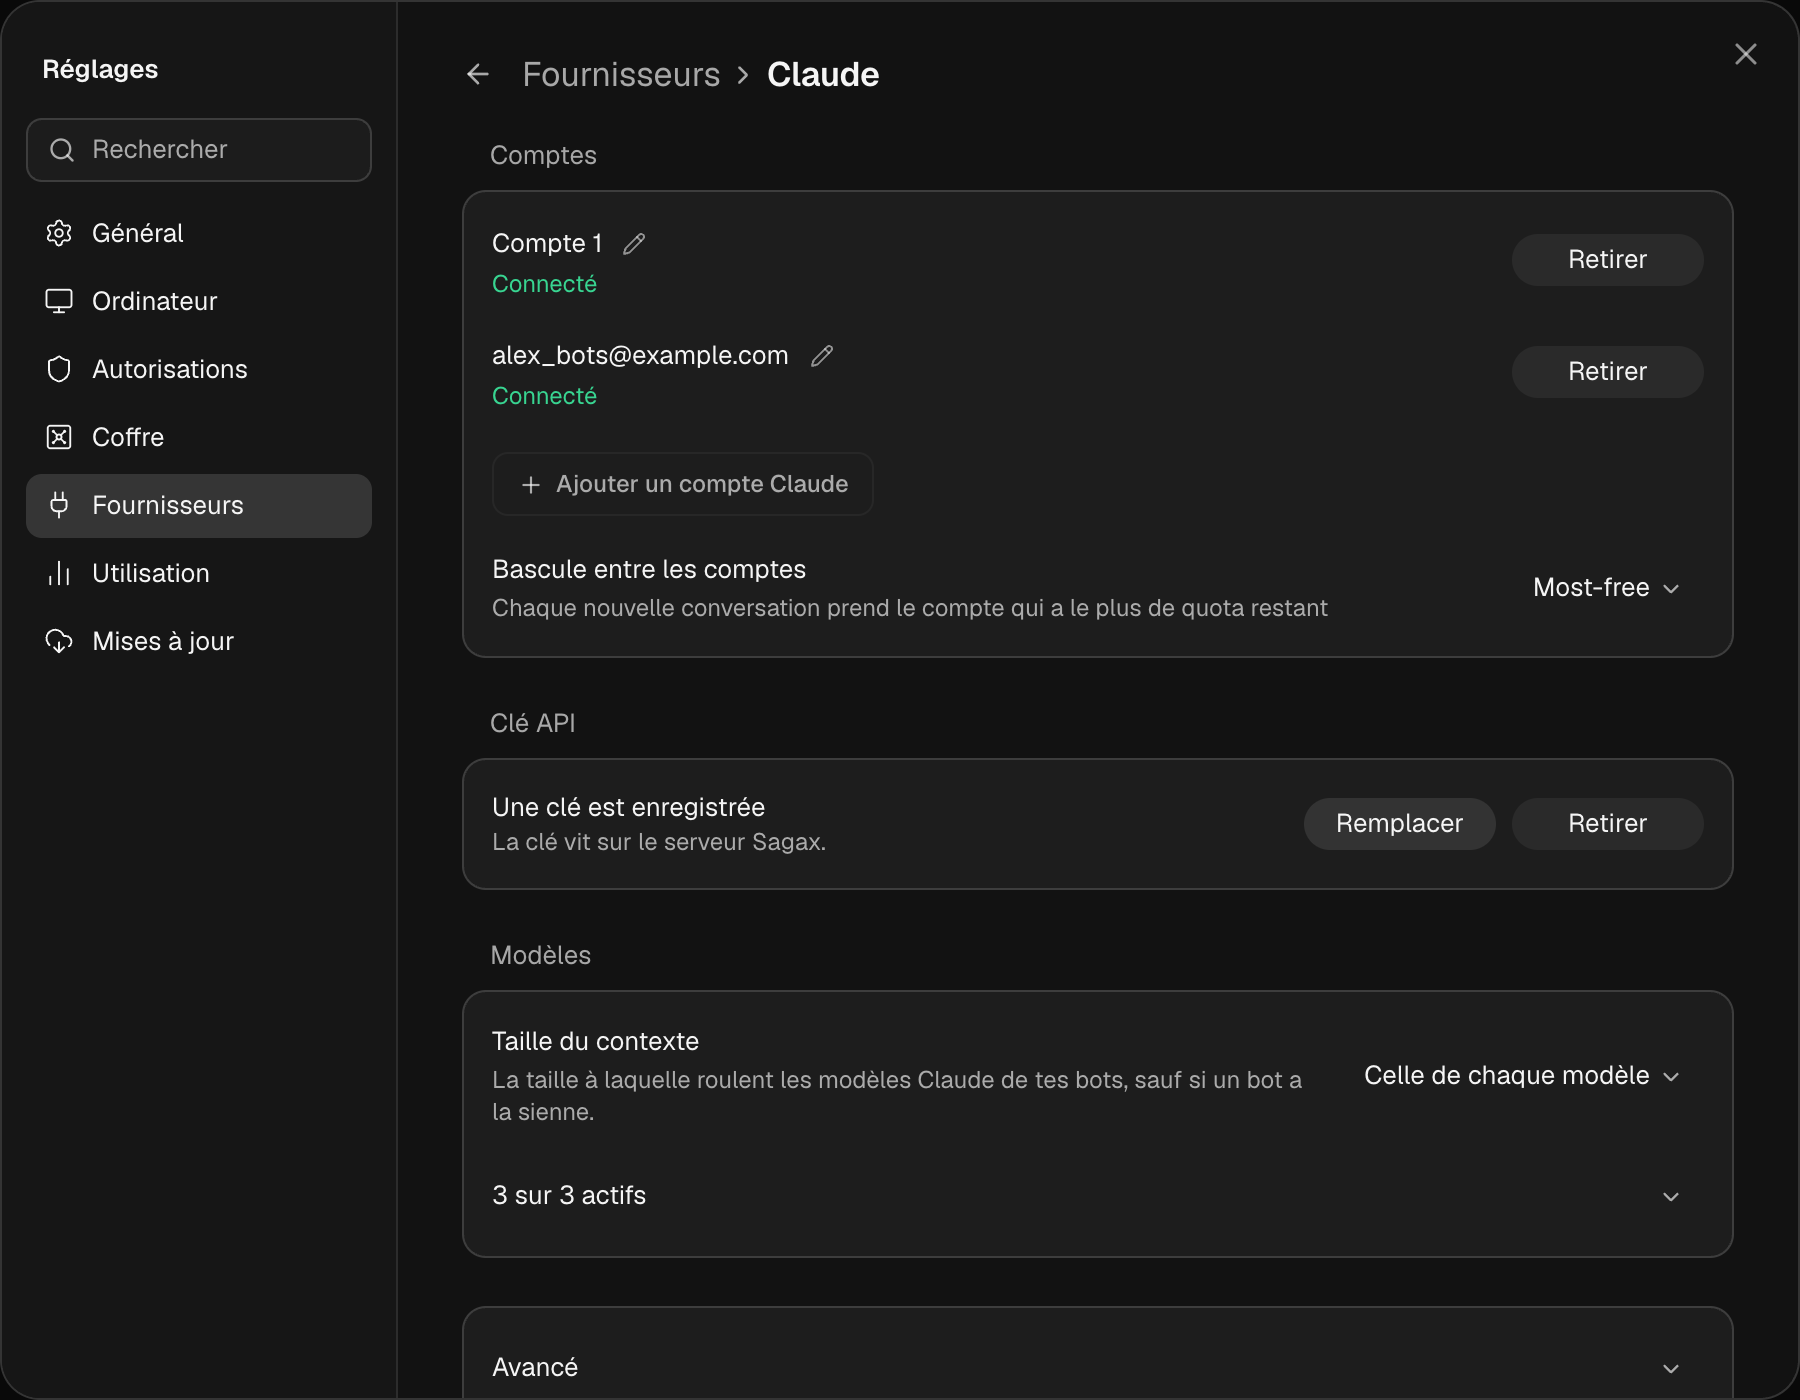 Réglages
Rechercher
Général
Ordinateur
Autorisations
Coffre
Fournisseurs
Utilisation
Mises à jour
Fournisseurs > Claude
Comptes
Compte 1
Connecté
Retirer
alex_bots@example.com
Connecté
Retirer
+ Ajouter un compte Claude
Bascule entre les comptes
Chaque nouvelle conversation prend le compte qui a le plus de quota restant
Most-free
Clé API
Une clé est enregistrée
La clé vit sur le serveur Sagax.
Remplacer
Retirer
Modèles
Taille du contexte
La taille à laquelle roulent les modèles Claude de tes bots, sauf si un bot a
la sienne.
Celle de chaque modèle
3 sur 3 actifs
Avancé